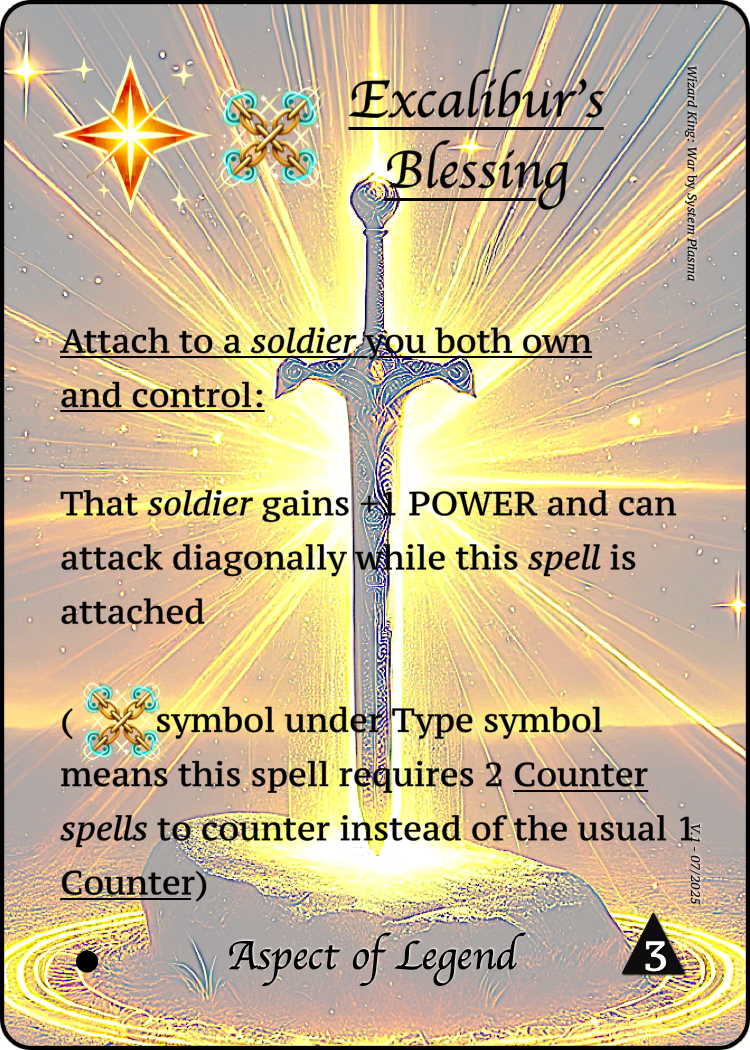 Excalibur's
Blessing
Wizard King: War by System Plasma
Attach to a soldier you both own
and control:
That soldier gains +1 POWER and can
attack diagonally while this spell is
attached
( symbol under Type symbol
means this spell requires 2 Counter
spells to counter instead of the usual 1
Counter)
V.1 - 07/2025
Aspect of Legend
3